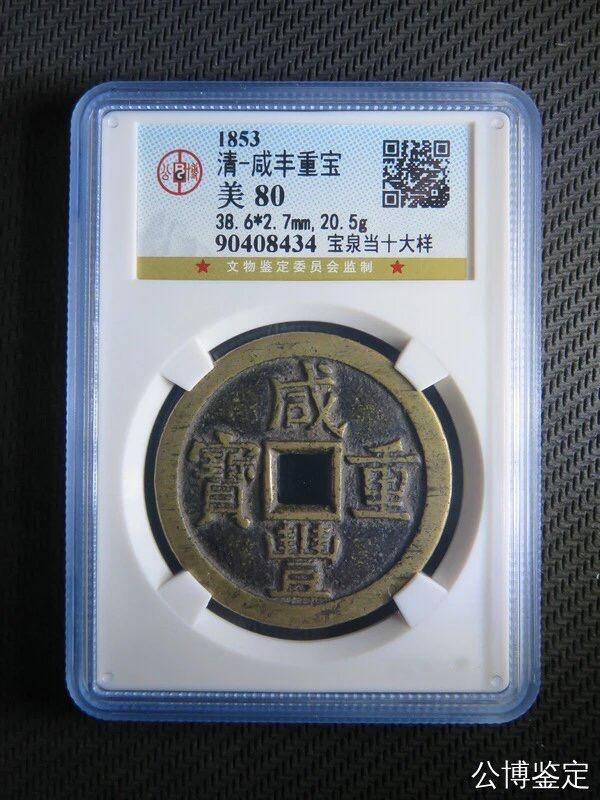 1853
清-咸丰重宝
美 80
38.6*2.7mm,20.5g
90408434 宝泉当十大样
公博
★ 文物鉴定委员会监制 ★
咸
寶 重
豐
公博鉴定